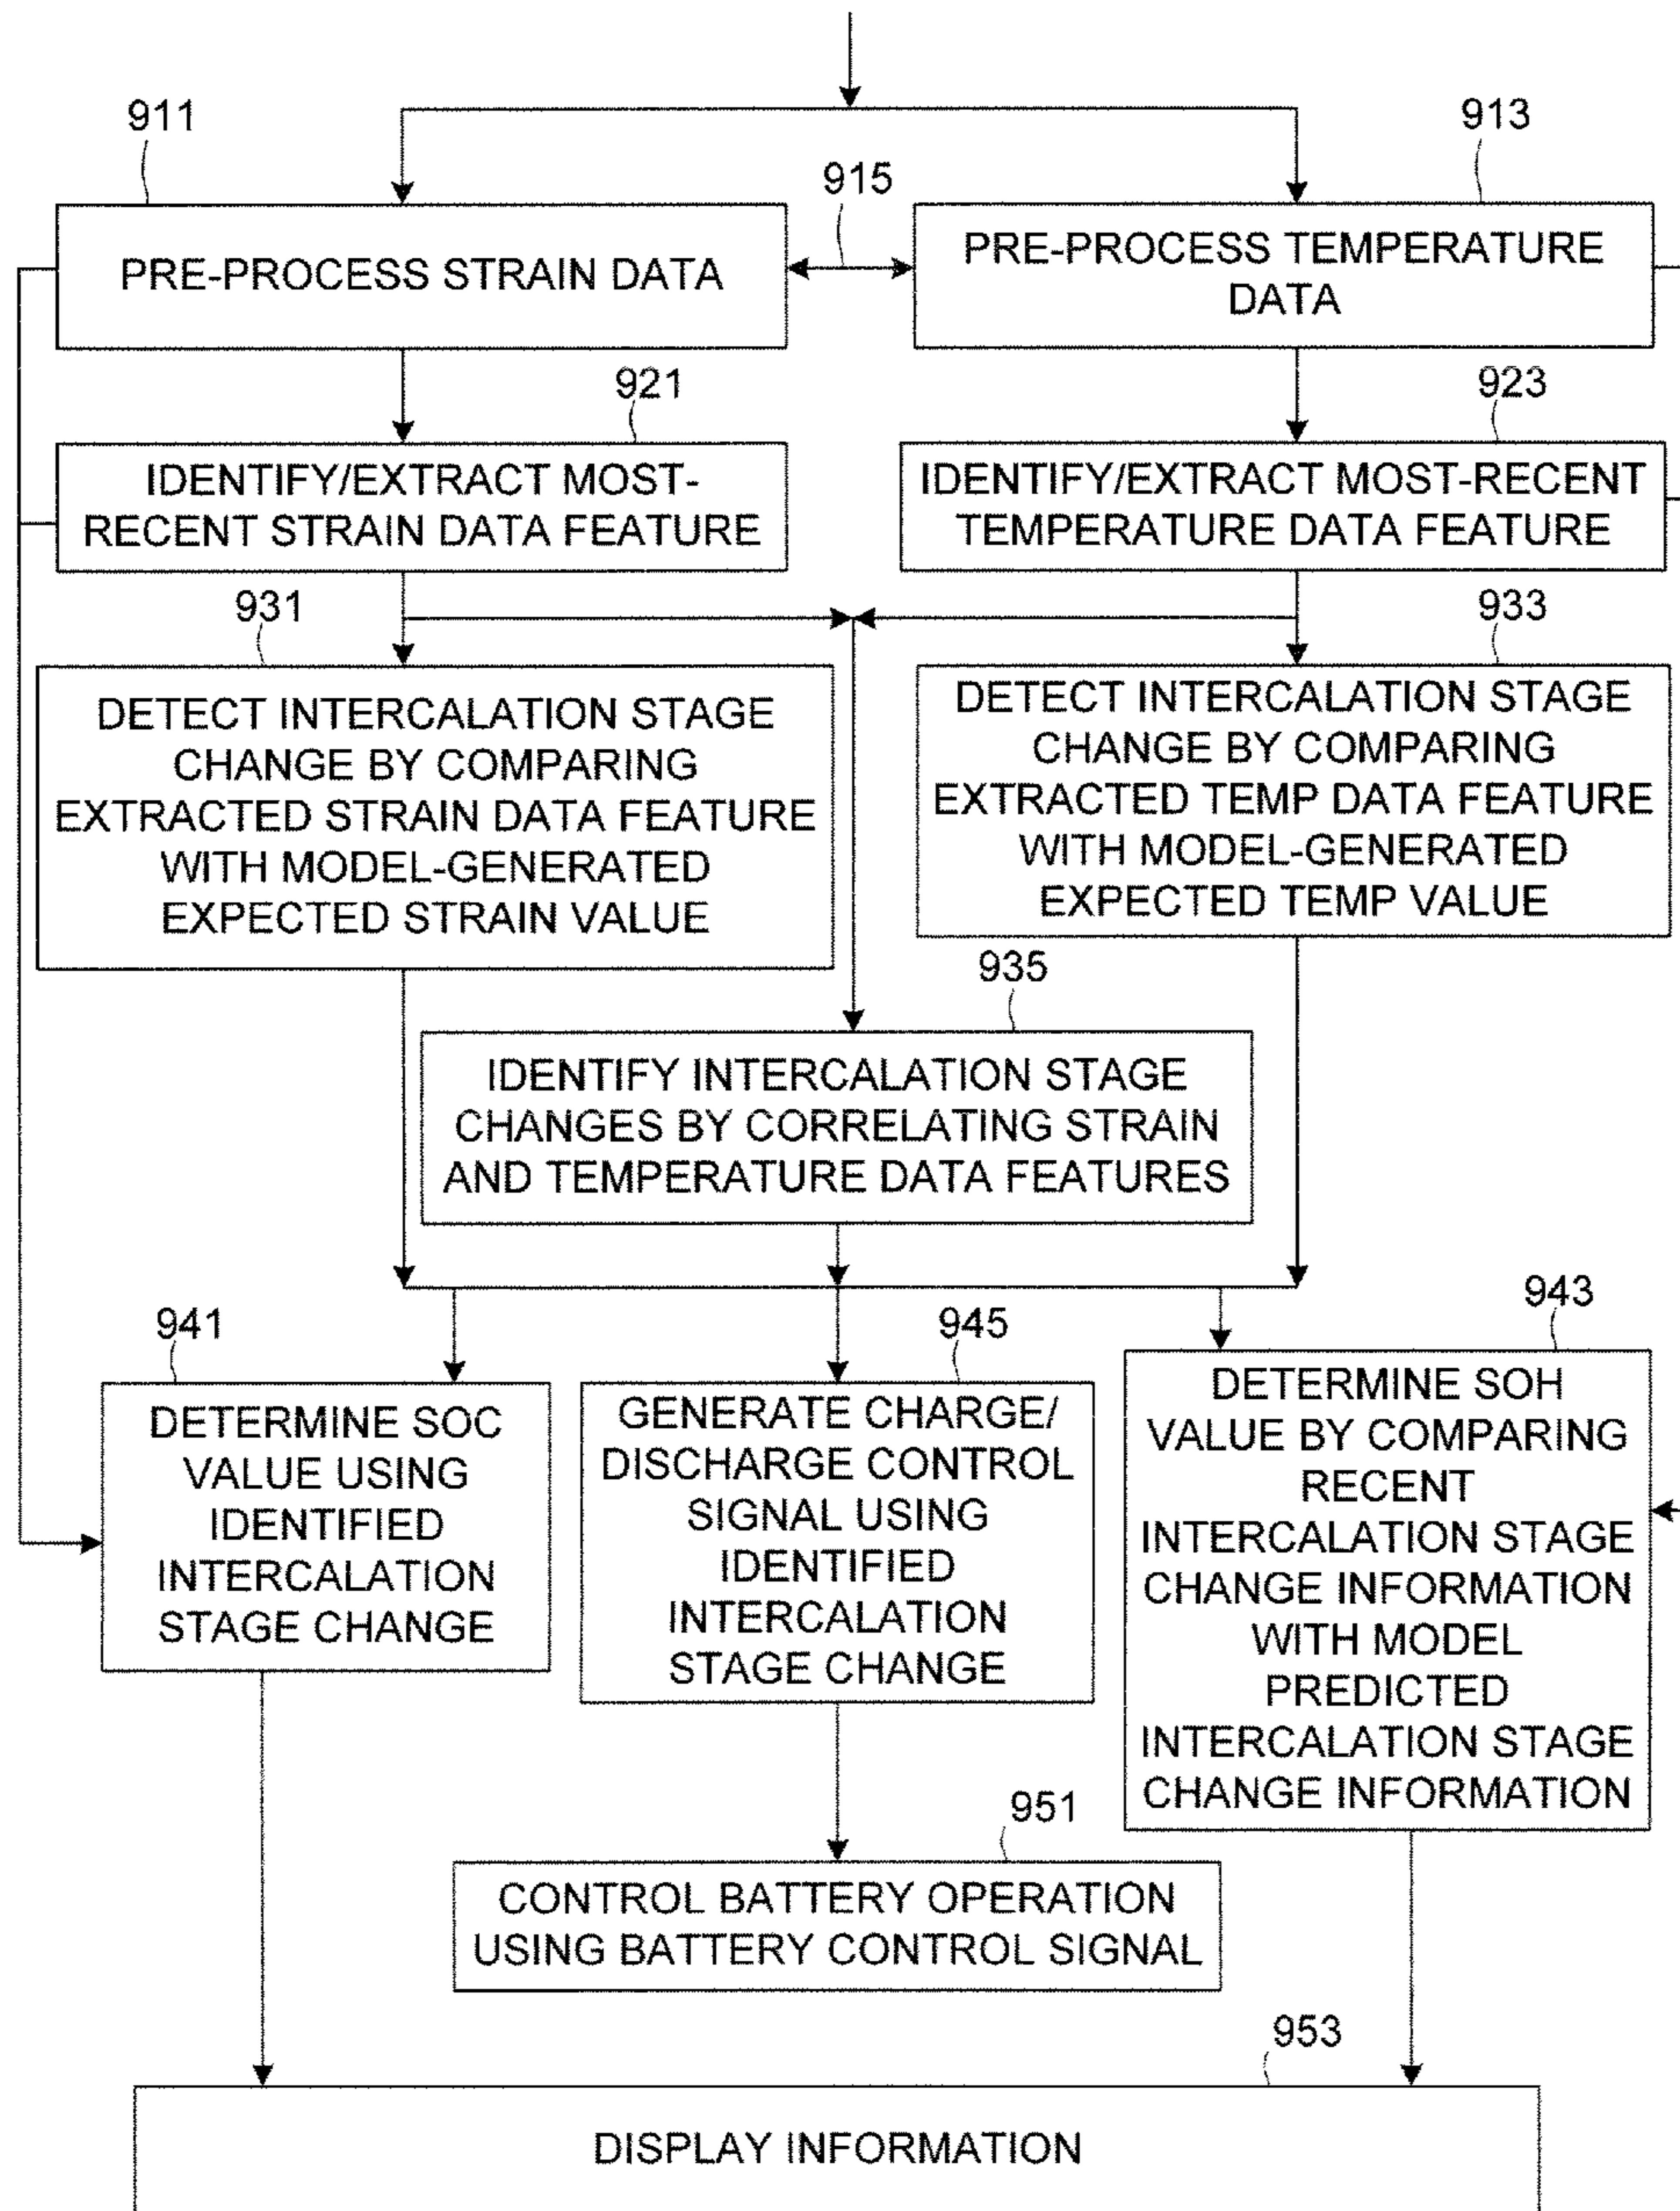 911
913
915
PRE-PROCESS STRAIN DATA
PRE-PROCESS TEMPERATURE
DATA
921
923
IDENTIFY/EXTRACT MOST-
RECENT STRAIN DATA FEATURE
IDENTIFY/EXTRACT MOST-RECENT
TEMPERATURE DATA FEATURE
931
933
DETECT INTERCALATION STAGE
CHANGE BY COMPARING
EXTRACTED STRAIN DATA FEATURE
WITH MODEL-GENERATED
EXPECTED STRAIN VALUE
DETECT INTERCALATION STAGE
CHANGE BY COMPARING
EXTRACTED TEMP DATA FEATURE
WITH MODEL-GENERATED
EXPECTED TEMP VALUE
935
IDENTIFY INTERCALATION STAGE
CHANGES BY CORRELATING STRAIN
AND TEMPERATURE DATA FEATURES
941
945
943
DETERMINE SOC
VALUE USING
IDENTIFIED
INTERCALATION
STAGE CHANGE
GENERATE CHARGE/
DISCHARGE CONTROL
SIGNAL USING
IDENTIFIED
INTERCALATION
STAGE CHANGE
DETERMINE SOH
VALUE BY COMPARING
RECENT
INTERCALATION STAGE
CHANGE INFORMATION
WITH MODEL
PREDICTED
INTERCALATION STAGE
CHANGE INFORMATION
951
CONTROL BATTERY OPERATION
USING BATTERY CONTROL SIGNAL
953
DISPLAY INFORMATION